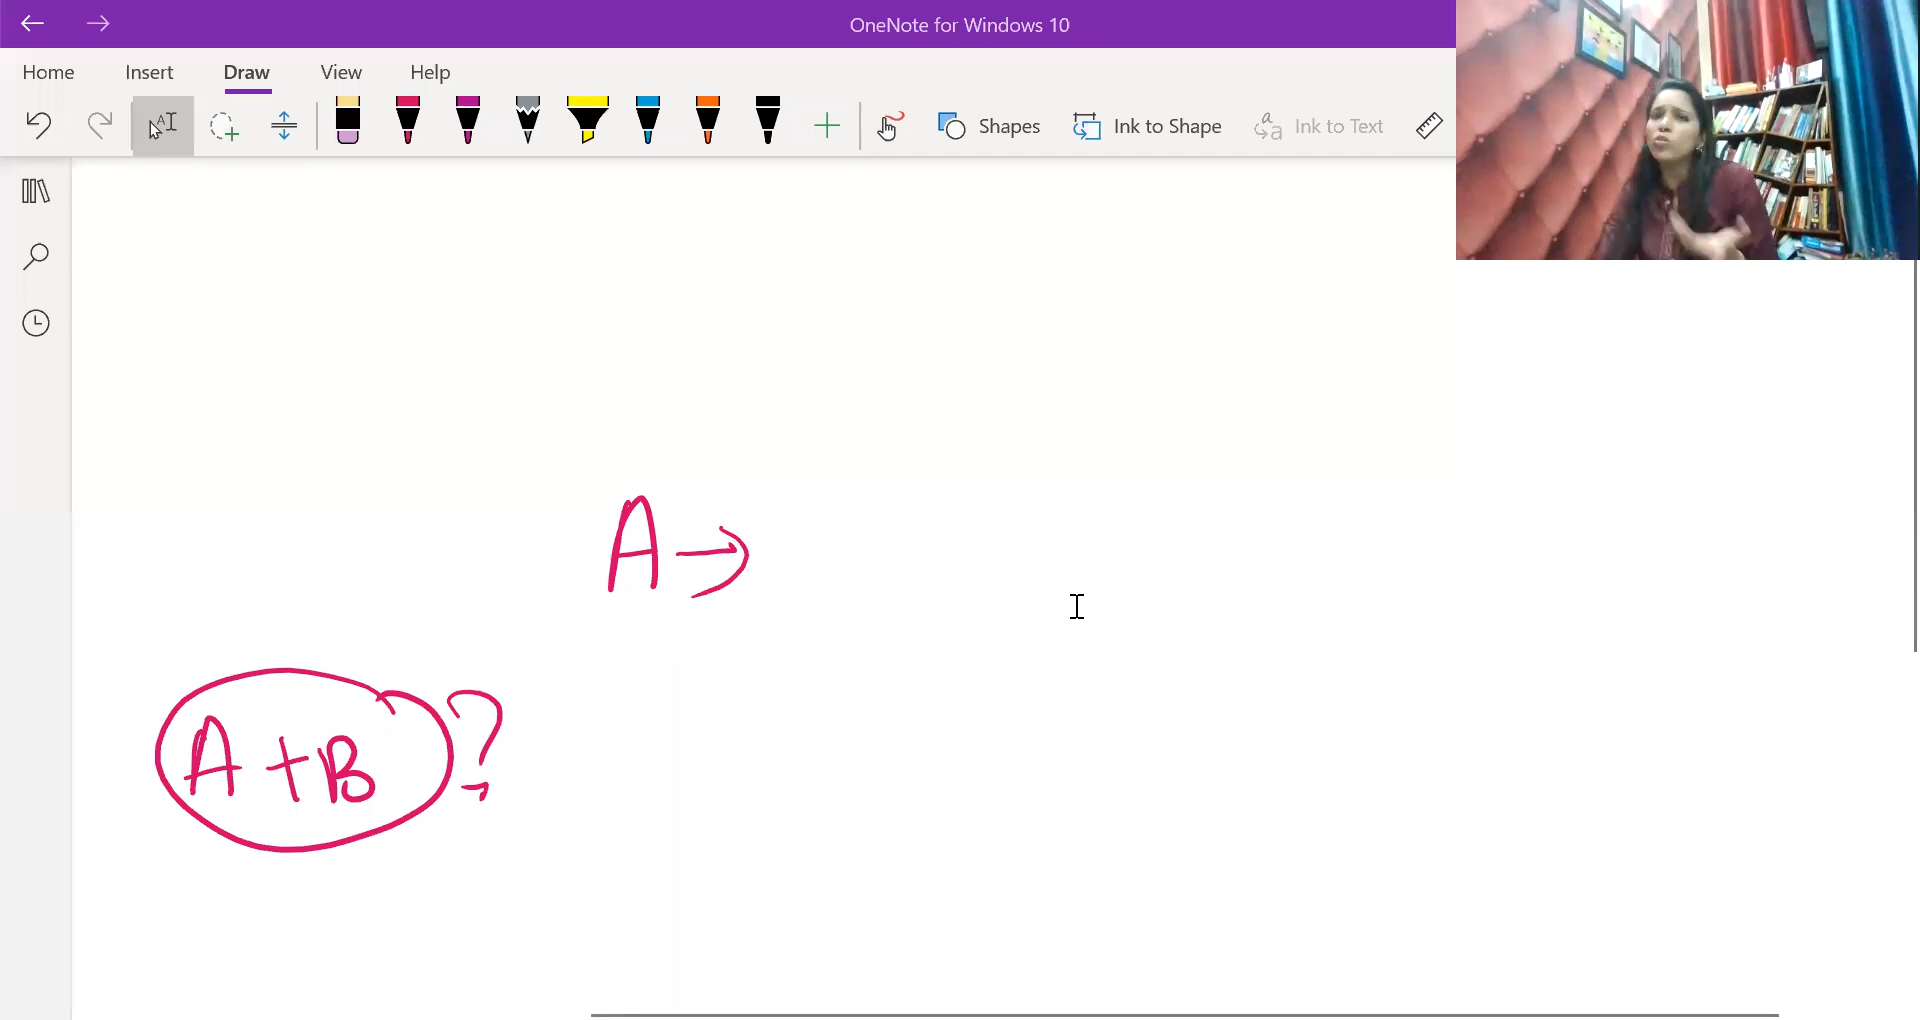 OneNote for Windows 10
Home Insert Draw View Help
Shapes Ink to Shape Ink to Text
A →
A + B ?